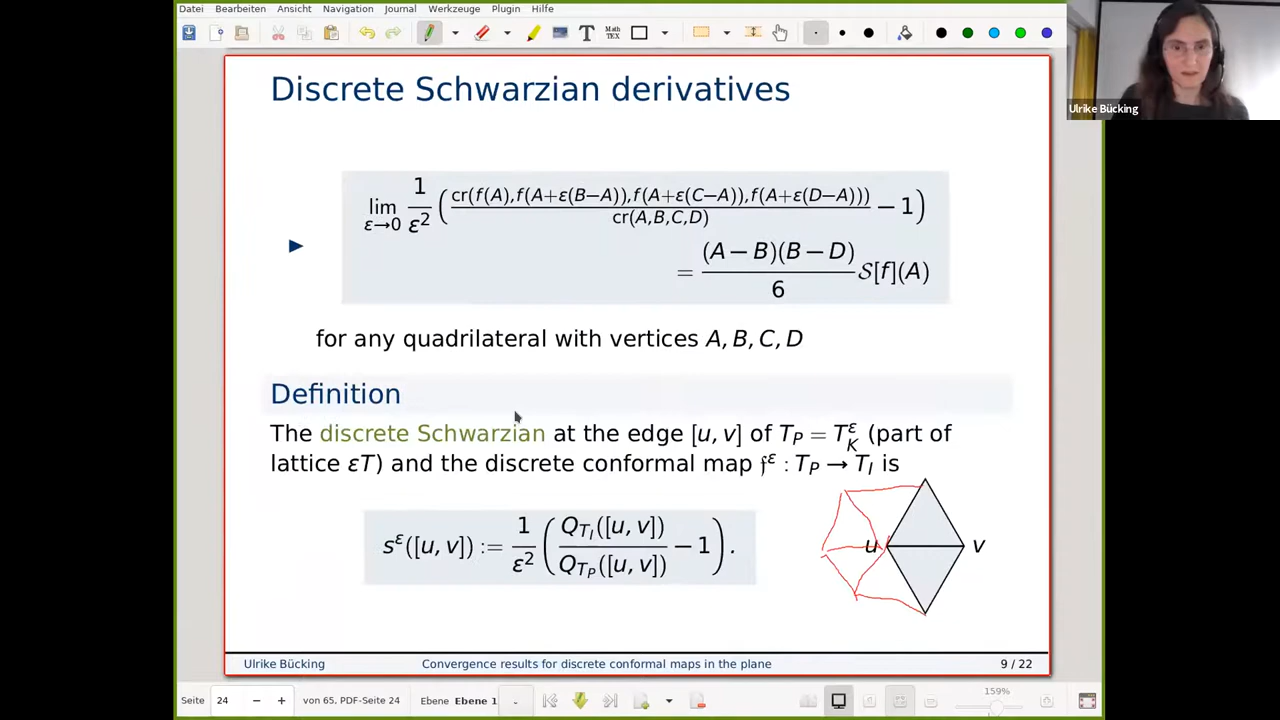 Datei Bearbeiten Ansicht Navigation Journal Werkzeuge Plugin Hilfe
T Math TEX
Ulrike Bücking
Discrete Schwarzian derivatives
lim ε→0 1/ε² ( cr(f(A),f(A+ε(B−A)),f(A+ε(C−A)),f(A+ε(D−A))) / cr(A,B,C,D) − 1 )
= (A−B)(B−D) / 6 𝒮[f](A)
for any quadrilateral with vertices A, B, C, D
Definition
The discrete Schwarzian at the edge [u, v] of T_P = T_K^ε (part of
lattice εT) and the discrete conformal map 𝔣^ε : T_P → T_I is
s^ε([u, v]) := 1/ε² ( Q_{T_I}([u, v]) / Q_{T_P}([u, v]) − 1 ).
u v
Ulrike Bücking Convergence results for discrete conformal maps in the plane 9 / 22
Seite 24 − + von 65, PDF-Seite 24 Ebene Ebene 1 159%